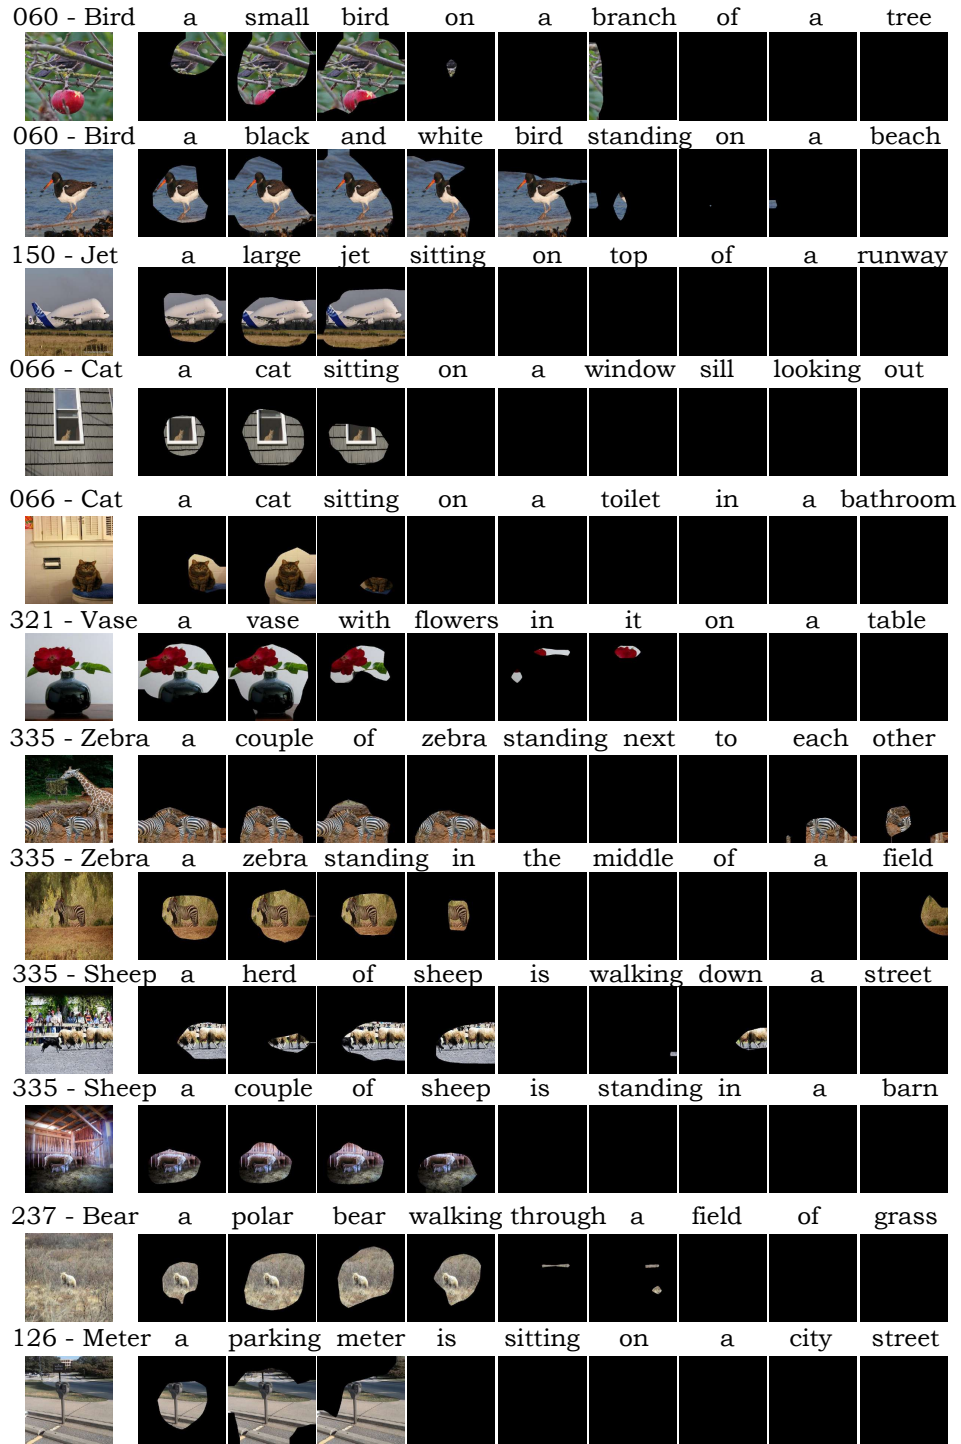 060 - Bird a small bird on a branch of a tree
060 - Bird a black and white bird standing on a beach
150 - Jet a large jet sitting on top of a runway
066 - Cat a cat sitting on a window sill looking out
066 - Cat a cat sitting on a toilet in a bathroom
321 - Vase a vase with flowers in it on a table
335 - Zebra a couple of zebra standing next to each other
335 - Zebra a zebra standing in the middle of a field
335 - Sheep a herd of sheep is walking down a street
335 - Sheep a couple of sheep is standing in a barn
237 - Bear a polar bear walking through a field of grass
126 - Meter a parking meter is sitting on a city street